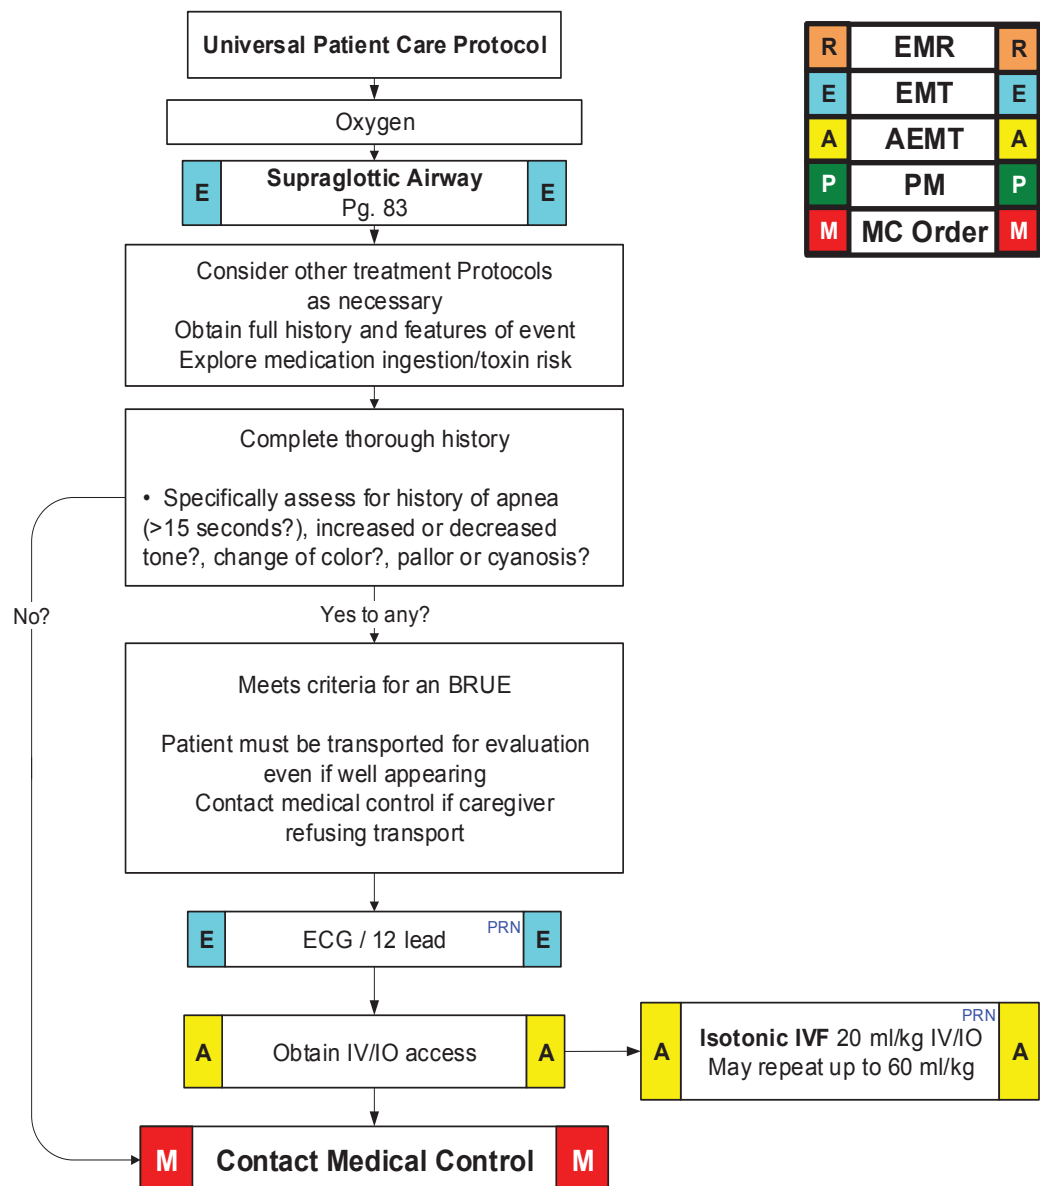 Universal Patient Care Protocol
Oxygen
E Supraglottic Airway E
Pg. 83
Consider other treatment Protocols
as necessary
Obtain full history and features of event
Explore medication ingestion/toxin risk
Complete thorough history
• Specifically assess for history of apnea
(>15 seconds?), increased or decreased
tone?, change of color?, pallor or cyanosis?
No?
Yes to any?
Meets criteria for an BRUE
Patient must be transported for evaluation
even if well appearing
Contact medical control if caregiver
refusing transport
E ECG / 12 lead PRN E
A Obtain IV/IO access A
PRN
A Isotonic IVF 20 ml/kg IV/IO A
May repeat up to 60 ml/kg
M Contact Medical Control M
R EMR R
E EMT E
A AEMT A
P PM P
M MC Order M